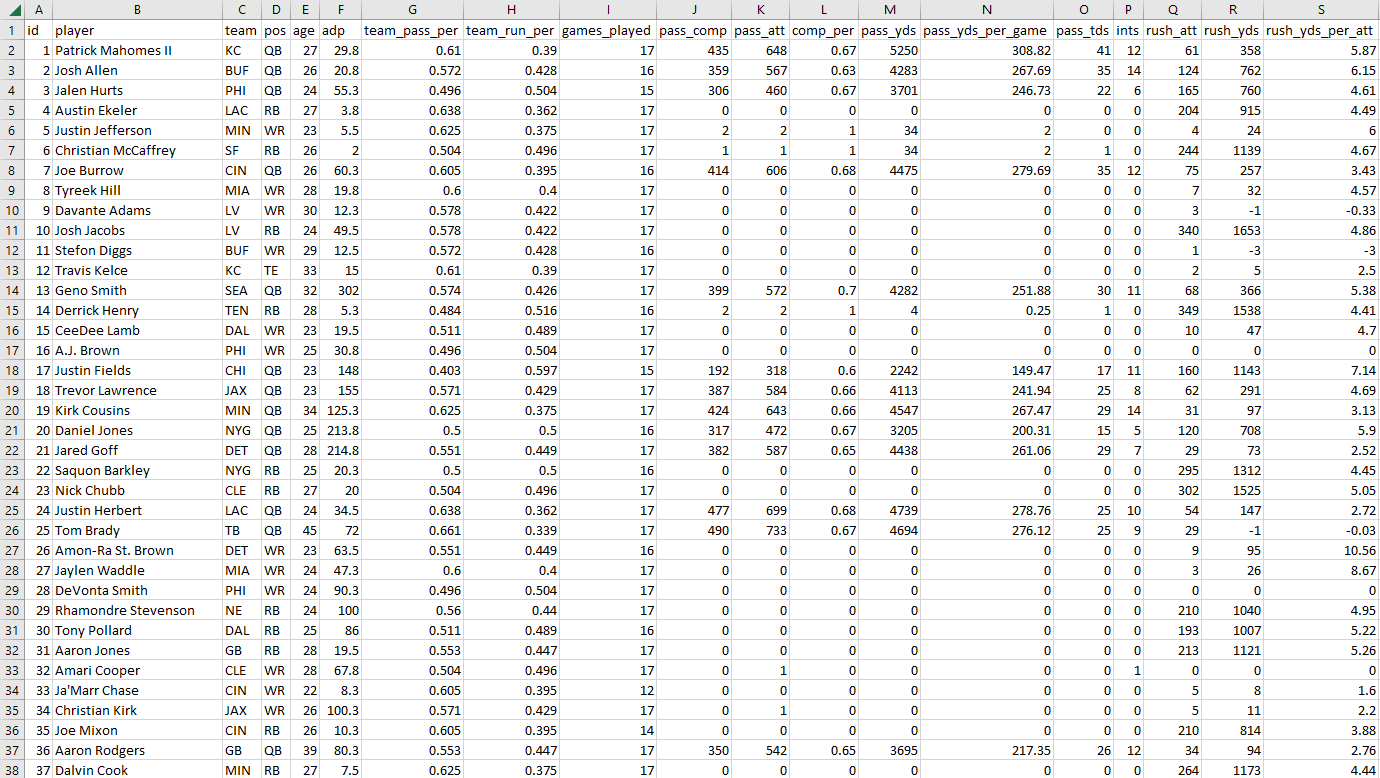 A B C D E F G H I J K L M N O P Q R S
1 id player team pos age adp team_pass_per team_run_per games_played pass_comp pass_att comp_per pass_yds pass_yds_per_game pass_tds ints rush_att rush_yds rush_yds_per_att
2 1 Patrick Mahomes II KC QB 27 29.8 0.61 0.39 17 435 648 0.67 5250 308.82 41 12 61 358 5.87
3 2 Josh Allen BUF QB 26 20.8 0.572 0.428 16 359 567 0.63 4283 267.69 35 14 124 762 6.15
4 3 Jalen Hurts PHI QB 24 55.3 0.496 0.504 15 306 460 0.67 3701 246.73 22 6 165 760 4.61
5 4 Austin Ekeler LAC RB 27 3.8 0.638 0.362 17 0 0 0 0 0 0 0 204 915 4.49
6 5 Justin Jefferson MIN WR 23 5.5 0.625 0.375 17 2 2 1 34 2 0 0 4 24 6
7 6 Christian McCaffrey SF RB 26 2 0.504 0.496 17 1 1 1 34 2 1 0 244 1139 4.67
8 7 Joe Burrow CIN QB 26 60.3 0.605 0.395 16 414 606 0.68 4475 279.69 35 12 75 257 3.43
9 8 Tyreek Hill MIA WR 28 19.8 0.6 0.4 17 0 0 0 0 0 0 0 7 32 4.57
10 9 Davante Adams LV WR 30 12.3 0.578 0.422 17 0 0 0 0 0 0 0 3 -1 -0.33
11 10 Josh Jacobs LV RB 24 49.5 0.578 0.422 17 0 0 0 0 0 0 0 340 1653 4.86
12 11 Stefon Diggs BUF WR 29 12.5 0.572 0.428 16 0 0 0 0 0 0 0 1 -3 -3
13 12 Travis Kelce KC TE 33 15 0.61 0.39 17 0 0 0 0 0 0 0 2 5 2.5
14 13 Geno Smith SEA QB 32 302 0.574 0.426 17 399 572 0.7 4282 251.88 30 11 68 366 5.38
15 14 Derrick Henry TEN RB 28 5.3 0.484 0.516 16 2 2 1 4 0.25 1 0 349 1538 4.41
16 15 CeeDee Lamb DAL WR 23 19.5 0.511 0.489 17 0 0 0 0 0 0 0 10 47 4.7
17 16 A.J. Brown PHI WR 25 30.8 0.496 0.504 17 0 0 0 0 0 0 0 0 0 0
18 17 Justin Fields CHI QB 23 148 0.403 0.597 15 192 318 0.6 2242 149.47 17 11 160 1143 7.14
19 18 Trevor Lawrence JAX QB 23 155 0.571 0.429 17 387 584 0.66 4113 241.94 25 8 62 291 4.69
20 19 Kirk Cousins MIN QB 34 125.3 0.625 0.375 17 424 643 0.66 4547 267.47 29 14 31 97 3.13
21 20 Daniel Jones NYG QB 25 213.8 0.5 0.5 16 317 472 0.67 3205 200.31 15 5 120 708 5.9
22 21 Jared Goff DET QB 28 214.8 0.551 0.449 17 382 587 0.65 4438 261.06 29 7 29 73 2.52
23 22 Saquon Barkley NYG RB 25 20.3 0.5 0.5 16 0 0 0 0 0 0 0 295 1312 4.45
24 23 Nick Chubb CLE RB 27 20 0.504 0.496 17 0 0 0 0 0 0 0 302 1525 5.05
25 24 Justin Herbert LAC QB 24 34.5 0.638 0.362 17 477 699 0.68 4739 278.76 25 10 54 147 2.72
26 25 Tom Brady TB QB 45 72 0.661 0.339 17 490 733 0.67 4694 276.12 25 9 29 -1 -0.03
27 26 Amon-Ra St. Brown DET WR 23 63.5 0.551 0.449 16 0 0 0 0 0 0 0 9 95 10.56
28 27 Jaylen Waddle MIA WR 24 47.3 0.6 0.4 17 0 0 0 0 0 0 0 3 26 8.67
29 28 DeVonta Smith PHI WR 24 90.3 0.496 0.504 17 0 0 0 0 0 0 0 0 0 0
30 29 Rhamondre Stevenson NE RB 24 100 0.56 0.44 17 0 0 0 0 0 0 0 210 1040 4.95
31 30 Tony Pollard DAL RB 25 86 0.511 0.489 16 0 0 0 0 0 0 0 193 1007 5.22
32 31 Aaron Jones GB RB 28 19.5 0.553 0.447 17 0 0 0 0 0 0 0 213 1121 5.26
33 32 Amari Cooper CLE WR 28 67.8 0.504 0.496 17 0 1 0 0 0 0 1 0 0 0
34 33 Ja'Marr Chase CIN WR 22 8.3 0.605 0.395 12 0 0 0 0 0 0 0 5 8 1.6
35 34 Christian Kirk JAX WR 26 100.3 0.571 0.429 17 0 1 0 0 0 0 0 5 11 2.2
36 35 Joe Mixon CIN RB 26 10.3 0.605 0.395 14 0 0 0 0 0 0 0 210 814 3.88
37 36 Aaron Rodgers GB QB 39 80.3 0.553 0.447 17 350 542 0.65 3695 217.35 26 12 34 94 2.76
38 37 Dalvin Cook MIN RB 27 7.5 0.625 0.375 17 0 0 0 0 0 0 0 264 1173 4.44